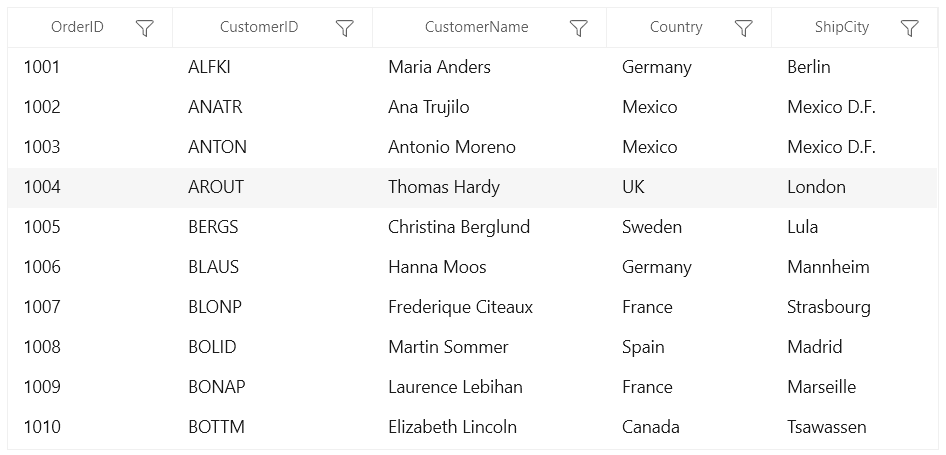 OrderID CustomerID CustomerName Country ShipCity
1001 ALFKI Maria Anders Germany Berlin
1002 ANATR Ana Trujilo Mexico Mexico D.F.
1003 ANTON Antonio Moreno Mexico Mexico D.F.
1004 AROUT Thomas Hardy UK London
1005 BERGS Christina Berglund Sweden Lula
1006 BLAUS Hanna Moos Germany Mannheim
1007 BLONP Frederique Citeaux France Strasbourg
1008 BOLID Martin Sommer Spain Madrid
1009 BONAP Laurence Lebihan France Marseille
1010 BOTTM Elizabeth Lincoln Canada Tsawassen